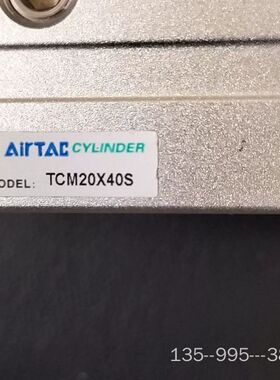 AirTAC CYLINDER
ODEL: TCM20X40S
135--995---3